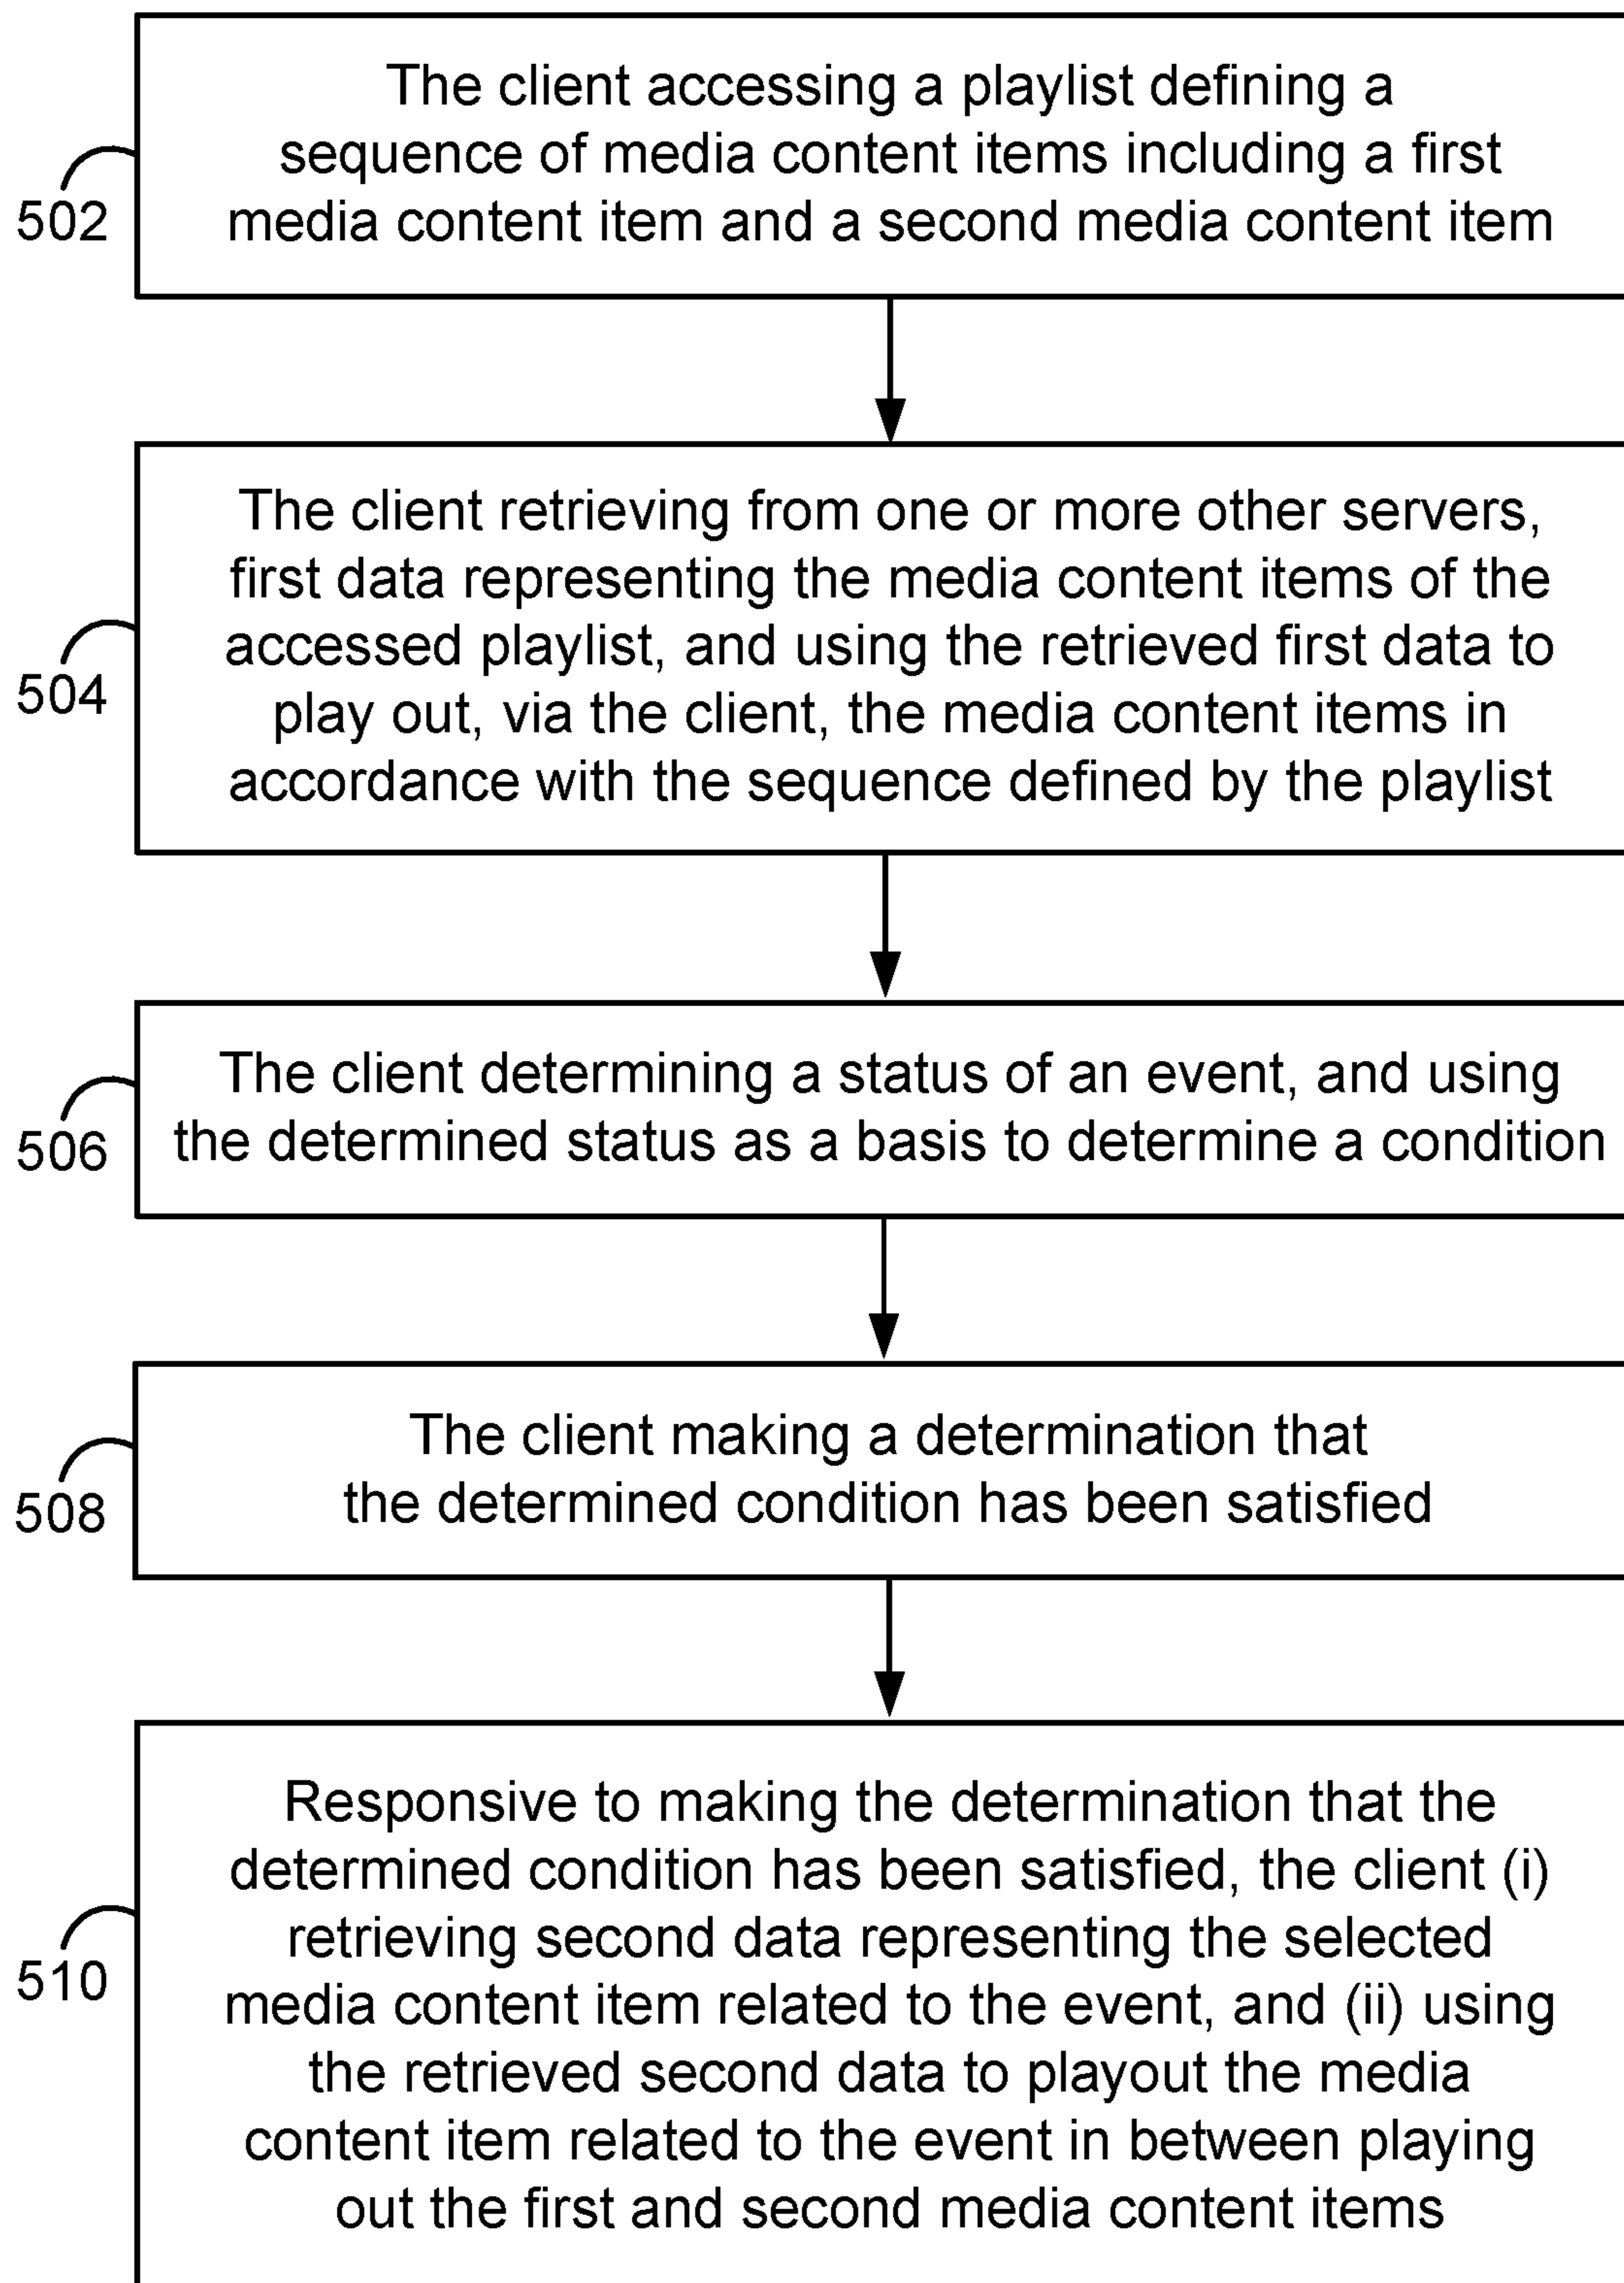 The client accessing a playlist defining a
sequence of media content items including a first
media content item and a second media content item
502
The client retrieving from one or more other servers,
first data representing the media content items of the
accessed playlist, and using the retrieved first data to
play out, via the client, the media content items in
accordance with the sequence defined by the playlist
504
The client determining a status of an event, and using
the determined status as a basis to determine a condition
506
The client making a determination that
the determined condition has been satisfied
508
Responsive to making the determination that the
determined condition has been satisfied, the client (i)
retrieving second data representing the selected
media content item related to the event, and (ii) using
the retrieved second data to playout the media
content item related to the event in between playing
out the first and second media content items
510